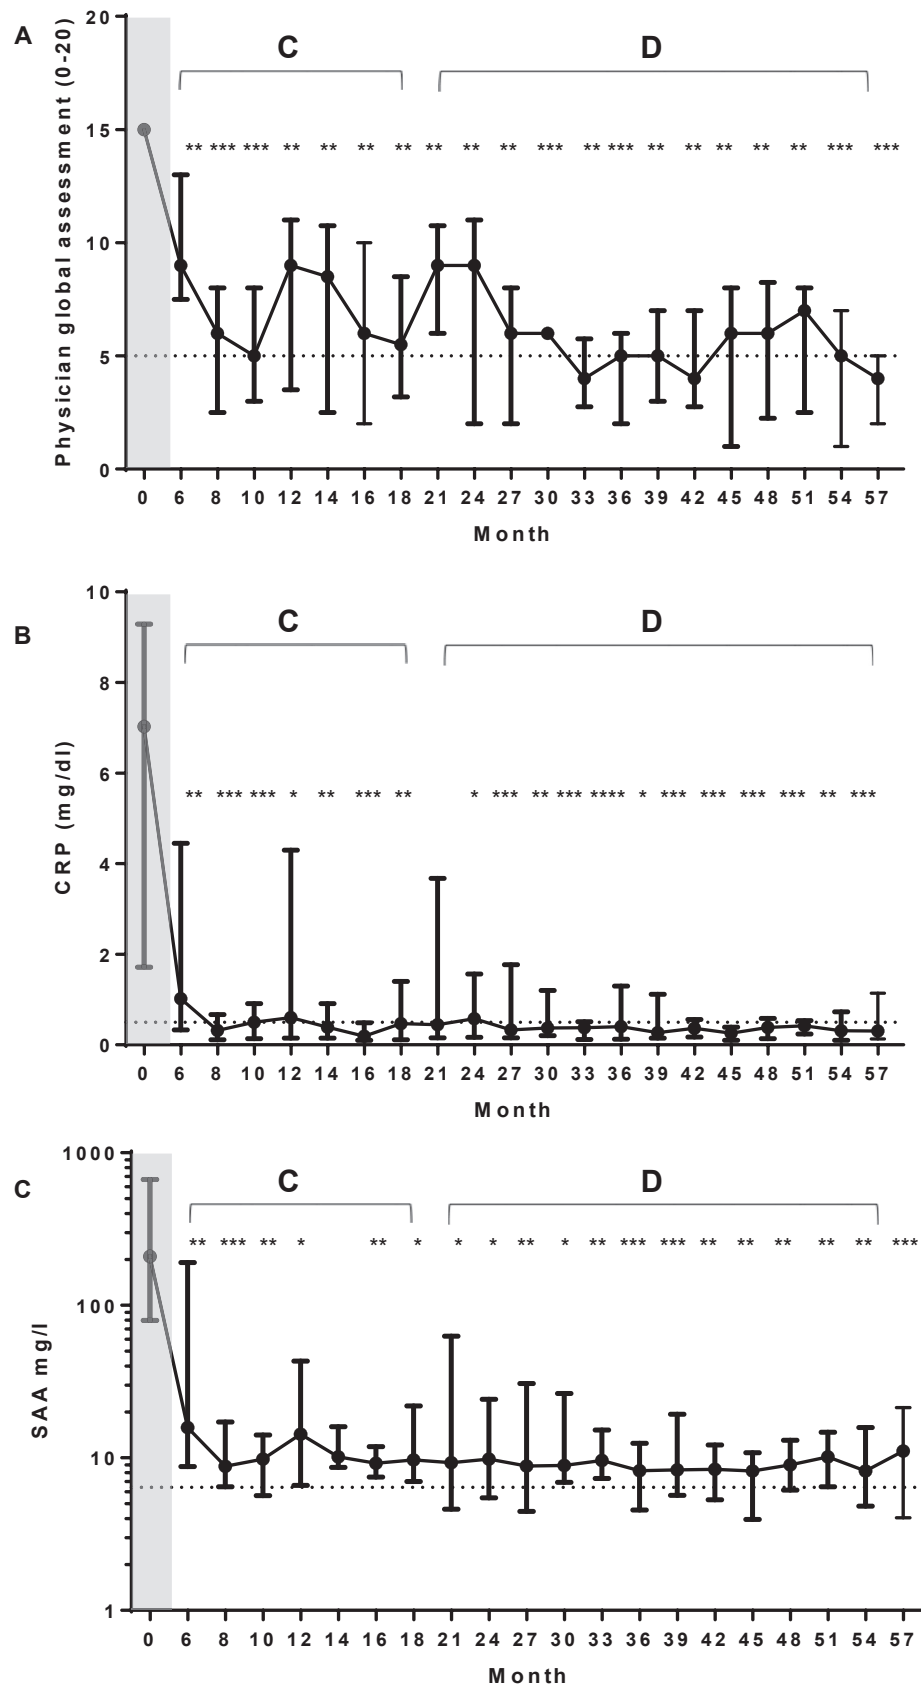 A
Physician global assessment (0-20)
20
15
10
5
0
C D
** *** *** ** ** ** ** ** ** ** *** ** *** ** ** ** ** ** *** ***
0 6 8 10 12 14 16 18 21 24 27 30 33 36 39 42 45 48 51 54 57
Month
B
CRP (mg/dl)
10
8
6
4
2
0
C D
** *** *** * ** *** ** * *** ** *** **** * *** *** *** *** ** ***
0 6 8 10 12 14 16 18 21 24 27 30 33 36 39 42 45 48 51 54 57
Month
C
SAA mg/l
1000
100
10
1
C D
** *** ** * ** * * * ** * ** *** *** ** ** ** ** ** ***
0 6 8 10 12 14 16 18 21 24 27 30 33 36 39 42 45 48 51 54 57
Month